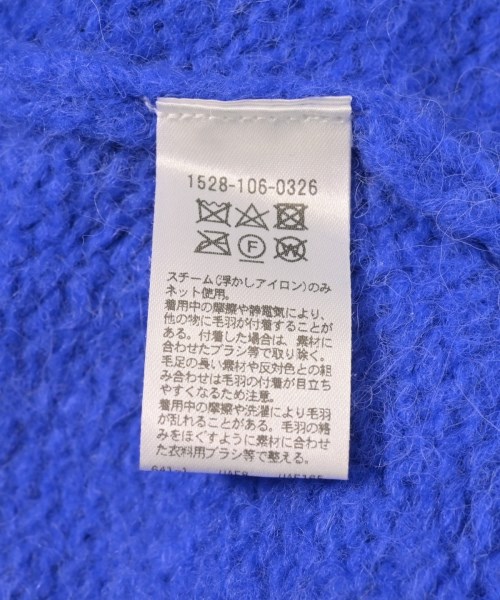 1528-106-0326
F
W
スチーム(浮かしアイロン)のみ
ネット使用。
着用中の摩擦や静電気により、
他の物に毛羽が付着することが
ある。付着した場合は、素材に
合わせたブラシ等で取り除く。
毛足の長い素材や反対色との組
み合わせは毛羽の付着が目立ち
やすくなるため注意。
着用中の摩擦や洗濯により毛羽
が乱れることがある。毛羽の絡
みをほぐすように素材に合わせ
た衣料用ブラシ等で整える。